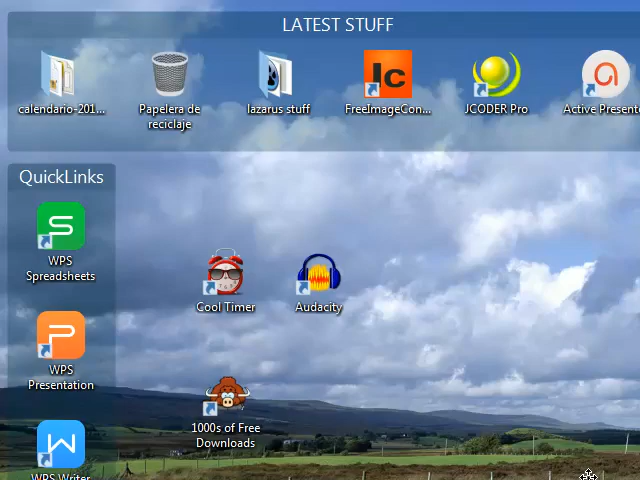 LATEST STUFF
calendario-201...
Papelera de
reciclaje
lazarus stuff
FreeImageCon...
JCODER Pro
Active Presente
QuickLinks
WPS
Spreadsheets
Cool Timer
Audacity
WPS
Presentation
1000s of Free
Downloads
WPS Writer